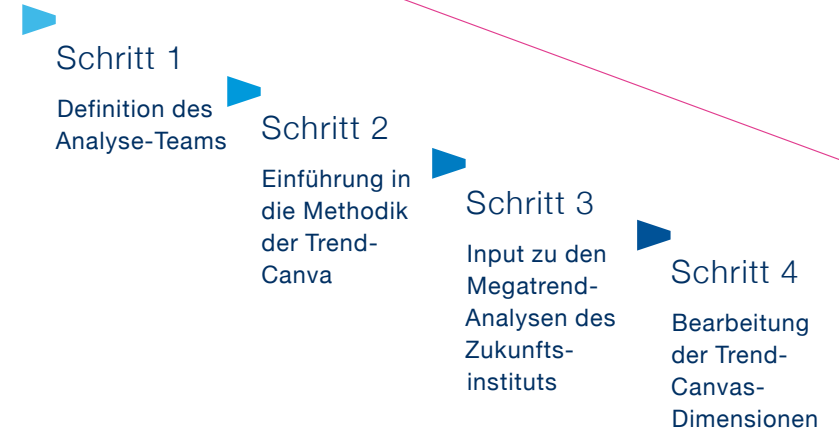 Schritt 1
Definition des
Analyse-Teams
Schritt 2
Einführung in
die Methodik
der Trend-
Canva
Schritt 3
Input zu den
Megatrend-
Analysen des
Zukunfts-
instituts
Schritt 4
Bearbeitung
der Trend-
Canvas-
Dimensionen